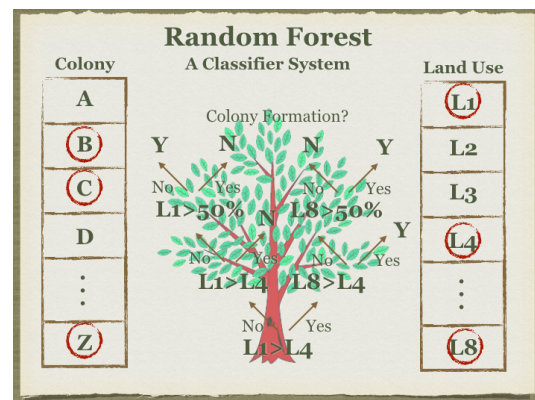 Random Forest
A Classifier System
Colony
Land Use
A
B
C
D
Z
L1
L2
L3
L4
L8
Colony Formation?
Y N N Y
No Yes No Yes
L1>50% L8>50%
N Y
No Yes No Yes
L1>L4 L8>L4
No Yes
L1>L4